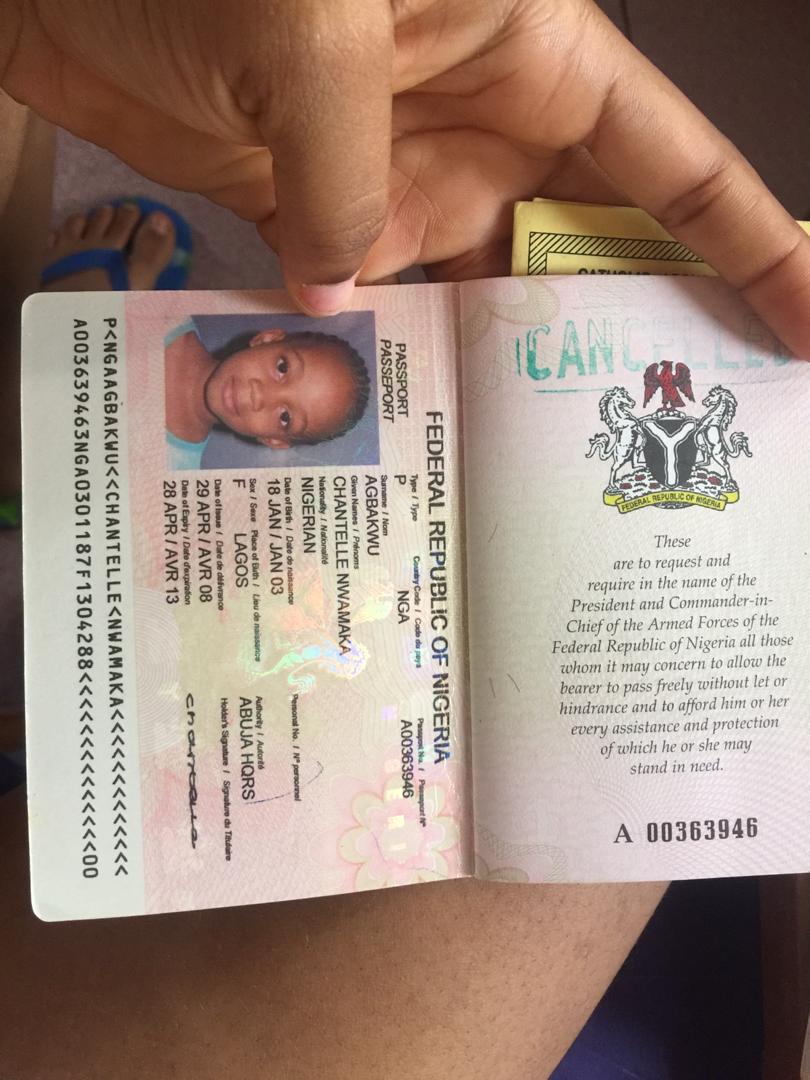 CATHOLIC
CANCELLED
FEDERAL REPUBLIC OF NIGERIA
These
are to request and
require in the name of the
President and Commander-in-
Chief of the Armed Forces of the
Federal Republic of Nigeria all those
whom it may concern to allow the
bearer to pass freely without let or
hindrance and to afford him or her
every assistance and protection
of which he or she may
stand in need.
A 00363946
FEDERAL REPUBLIC OF NIGERIA
PASSPORT
PASSEPORT
Type / Type
Country Code / Code du pays
Passport No. / Passeport N°
P
NGA
A00363946
Surname / Nom
AGBAKWU
Given Names / Prénoms
CHANTELLE NWAMAKA
Nationality / Nationalité
NIGERIAN
Personal No. / N° personnel
Date of Birth / Date de naissance
18 JAN / JAN 03
Sex / Sexe
Place of Birth / Lieu de naissance
Authority / Autorité
F
LAGOS
ABUJA HQRS
Date of Issue / Date de délivrance
Holder's Signature / Signature du Titulaire
29 APR / AVR 08
Date of Expiry / Date d'expiration
28 APR / AVR 13
chantelle
P<NGAAGBAKWU<<CHANTELLE<NWAMAKA<<<<<<<<<<<<<
A003639463NGA0301187F1304288<<<<<<<<<<<<<<00